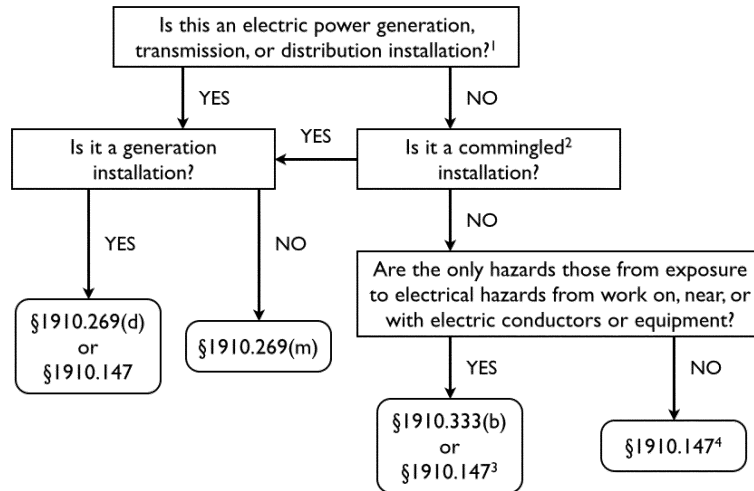 Is this an electric power generation,
transmission, or distribution installation?¹
YES
NO
Is it a generation
installation?
YES
Is it a commingled²
installation?
YES
NO
NO
§1910.269(d)
or
§1910.147
§1910.269(m)
Are the only hazards those from exposure
to electrical hazards from work on, near, or
with electric conductors or equipment?
YES
NO
§1910.333(b)
or
§1910.147³
§1910.147⁴